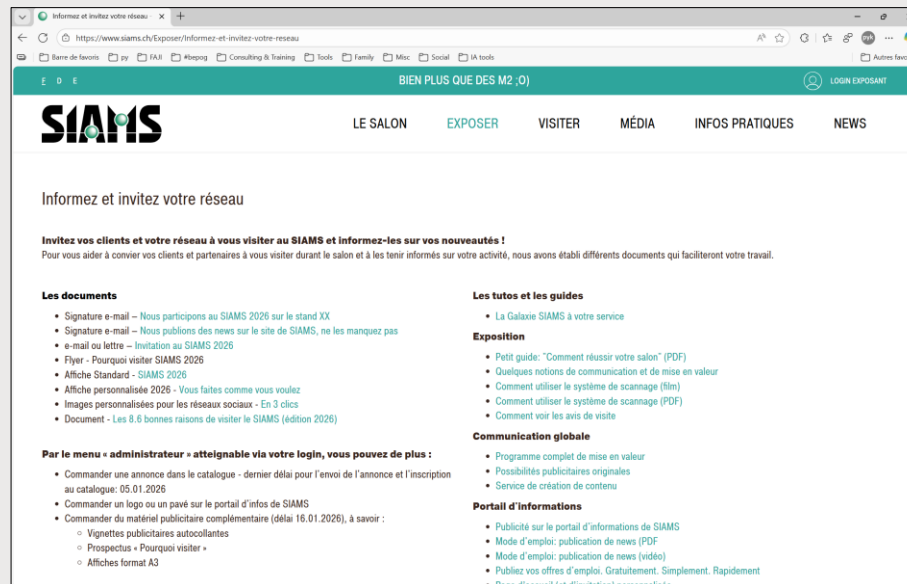 Informez et invitez votre réseau -
https://www.siams.ch/Exposer/Informez-et-invitez-votre-reseau
Barre de favoris py FAJI #bepog Consulting & Training Tools Family Misc Social IA tools Autres favo
F D E BIEN PLUS QUE DES M2 ;O) LOGIN EXPOSANT
SIAMS LE SALON EXPOSER VISITER MÉDIA INFOS PRATIQUES NEWS
Informez et invitez votre réseau
Invitez vos clients et votre réseau à vous visiter au SIAMS et informez-les sur vos nouveautés !
Pour vous aider à convier vos clients et partenaires à vous visiter durant le salon et à les tenir informés sur votre activité, nous avons établi différents documents qui faciliteront votre travail.
Les documents
• Signature e-mail – Nous participons au SIAMS 2026 sur le stand XX
• Signature e-mail – Nous publions des news sur le site de SIAMS, ne les manquez pas
• e-mail ou lettre – Invitation au SIAMS 2026
• Flyer - Pourquoi visiter SIAMS 2026
• Affiche Standard - SIAMS 2026
• Affiche personnalisée 2026 - Vous faites comme vous voulez
• Images personnalisées pour les réseaux sociaux - En 3 clics
• Document - Les 8.6 bonnes raisons de visiter le SIAMS (édition 2026)
Par le menu « administrateur » atteignable via votre login, vous pouvez de plus :
• Commander une annonce dans le catalogue - dernier délai pour l'envoi de l'annonce et l'inscription
au catalogue: 05.01.2026
• Commander un logo ou un pavé sur le portail d'infos de SIAMS
• Commander du matériel publicitaire complémentaire (délai 16.01.2026), à savoir :
Vignettes publicitaires autocollantes
Prospectus « Pourquoi visiter »
Affiches format A3
Les tutos et les guides
• La Galaxie SIAMS à votre service
Exposition
• Petit guide: "Comment réussir votre salon" (PDF)
• Quelques notions de communication et de mise en valeur
• Comment utiliser le système de scannage (film)
• Comment utiliser le système de scannage (PDF)
• Comment voir les avis de visite
Communication globale
• Programme complet de mise en valeur
• Possibilités publicitaires originales
• Service de création de contenu
Portail d'informations
• Publicité sur le portail d'informations de SIAMS
• Mode d'emploi: publication de news (PDF
• Mode d'emploi: publication de news (vidéo)
• Publiez vos offres d'emploi. Gratuitement. Simplement. Rapidement